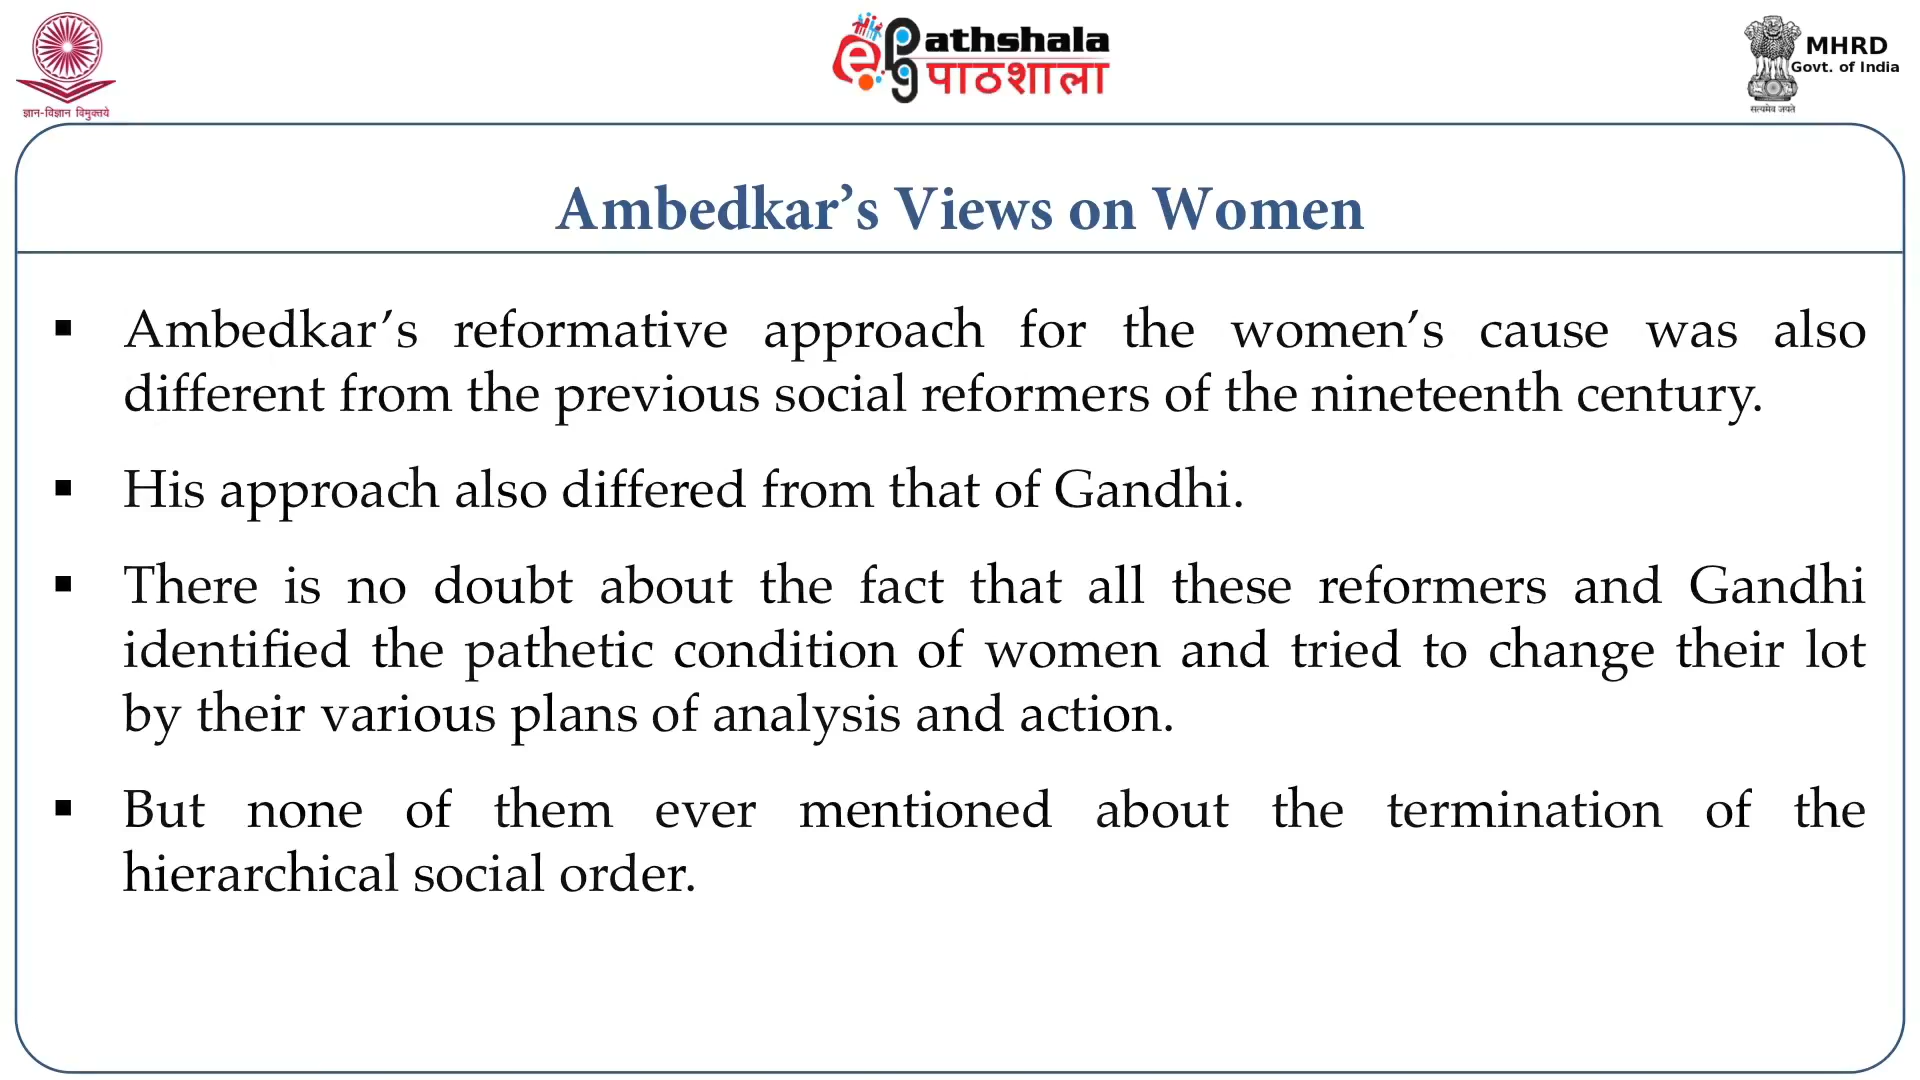 ज्ञान-विज्ञान विमुक्तये
ePathshala
पाठशाला
MHRD
Govt. of India
सत्यमेव जयते
Ambedkar’s Views on Women
▪ Ambedkar’s reformative approach for the women’s cause was also
different from the previous social reformers of the nineteenth century.
▪ His approach also differed from that of Gandhi.
▪ There is no doubt about the fact that all these reformers and Gandhi
identified the pathetic condition of women and tried to change their lot
by their various plans of analysis and action.
▪ But none of them ever mentioned about the termination of the
hierarchical social order.